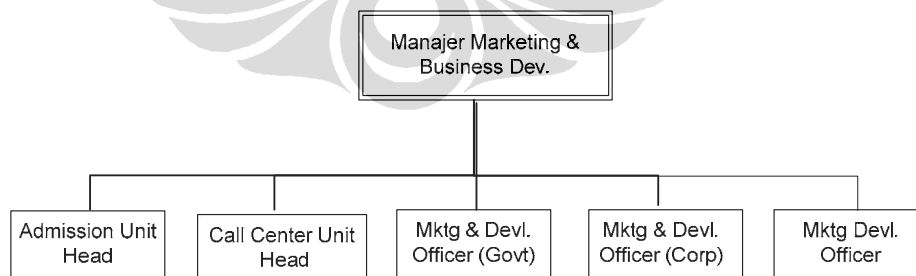 Manajer Marketing &
Business Dev.
Admission Unit
Head
Call Center Unit
Head
Mktg & Devl.
Officer (Govt)
Mktg & Devl.
Officer (Corp)
Mktg Devl.
Officer